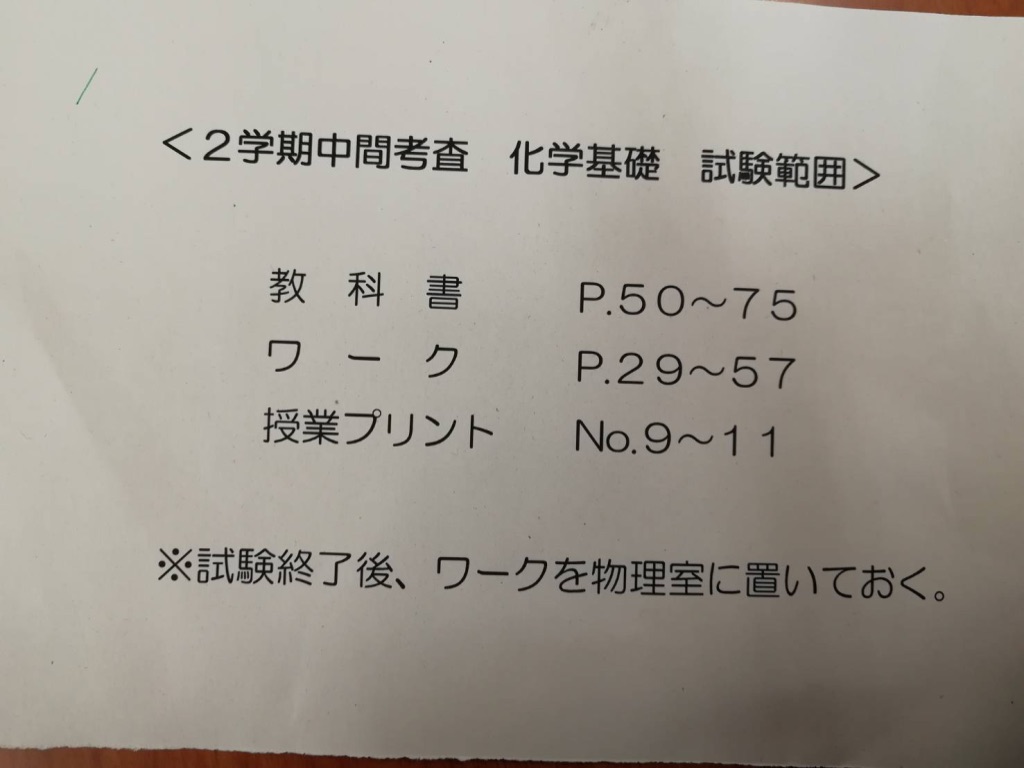 ＜２学期中間考査　化学基礎　試験範囲＞
教　科　書　　P.５０～７５
ワ　ー　ク　　P.２９～５７
授業プリント　　No.９～１１
※試験終了後、ワークを物理室に置いておく。